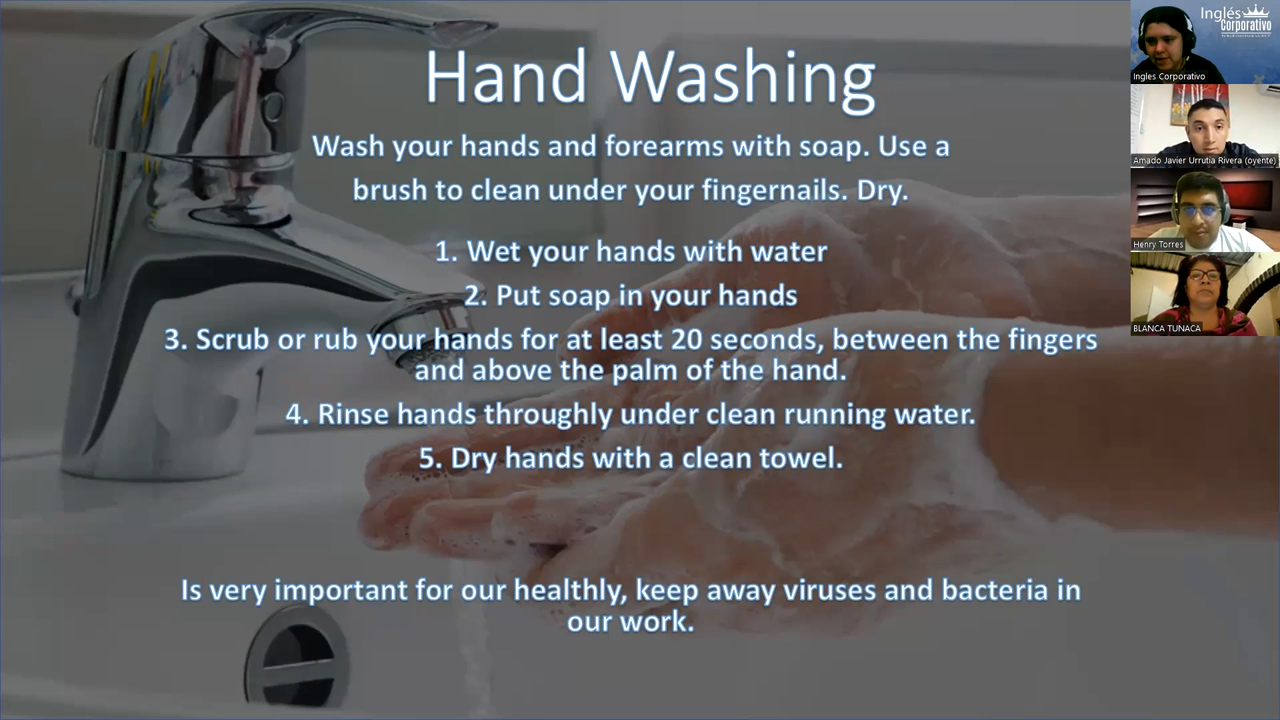 Hand Washing
Wash your hands and forearms with soap. Use a
brush to clean under your fingernails. Dry.
1. Wet your hands with water
2. Put soap in your hands
3. Scrub or rub your hands for at least 20 seconds, between the fingers
and above the palm of the hand.
4. Rinse hands throughly under clean running water.
5. Dry hands with a clean towel.
Is very important for our healthly, keep away viruses and bacteria in
our work.
Inglés
Corporativo
Ingles Corporativo
Amado Javier Urrutia Rivera (oyente)
Henry Torres
BLANCA TUNACA